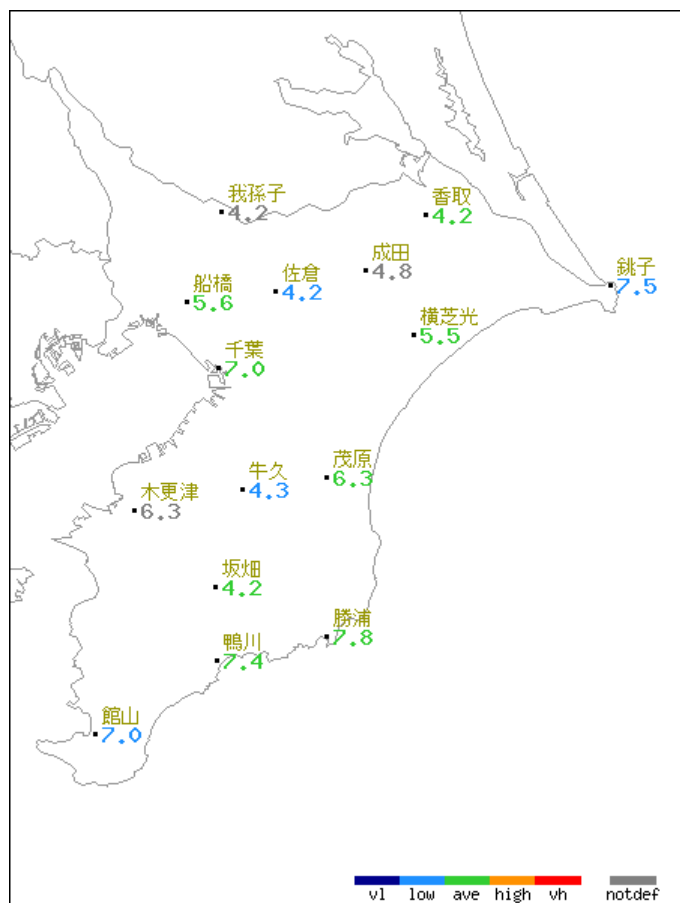 我孫子
4.2
香取
4.2
成田
4.8
銚子
7.5
船橋
5.6
佐倉
4.2
横芝光
5.5
千葉
7.0
茂原
6.3
牛久
4.3
木更津
6.3
坂畑
4.2
勝浦
7.8
鴨川
7.4
館山
7.0
vl low ave high vh notdef